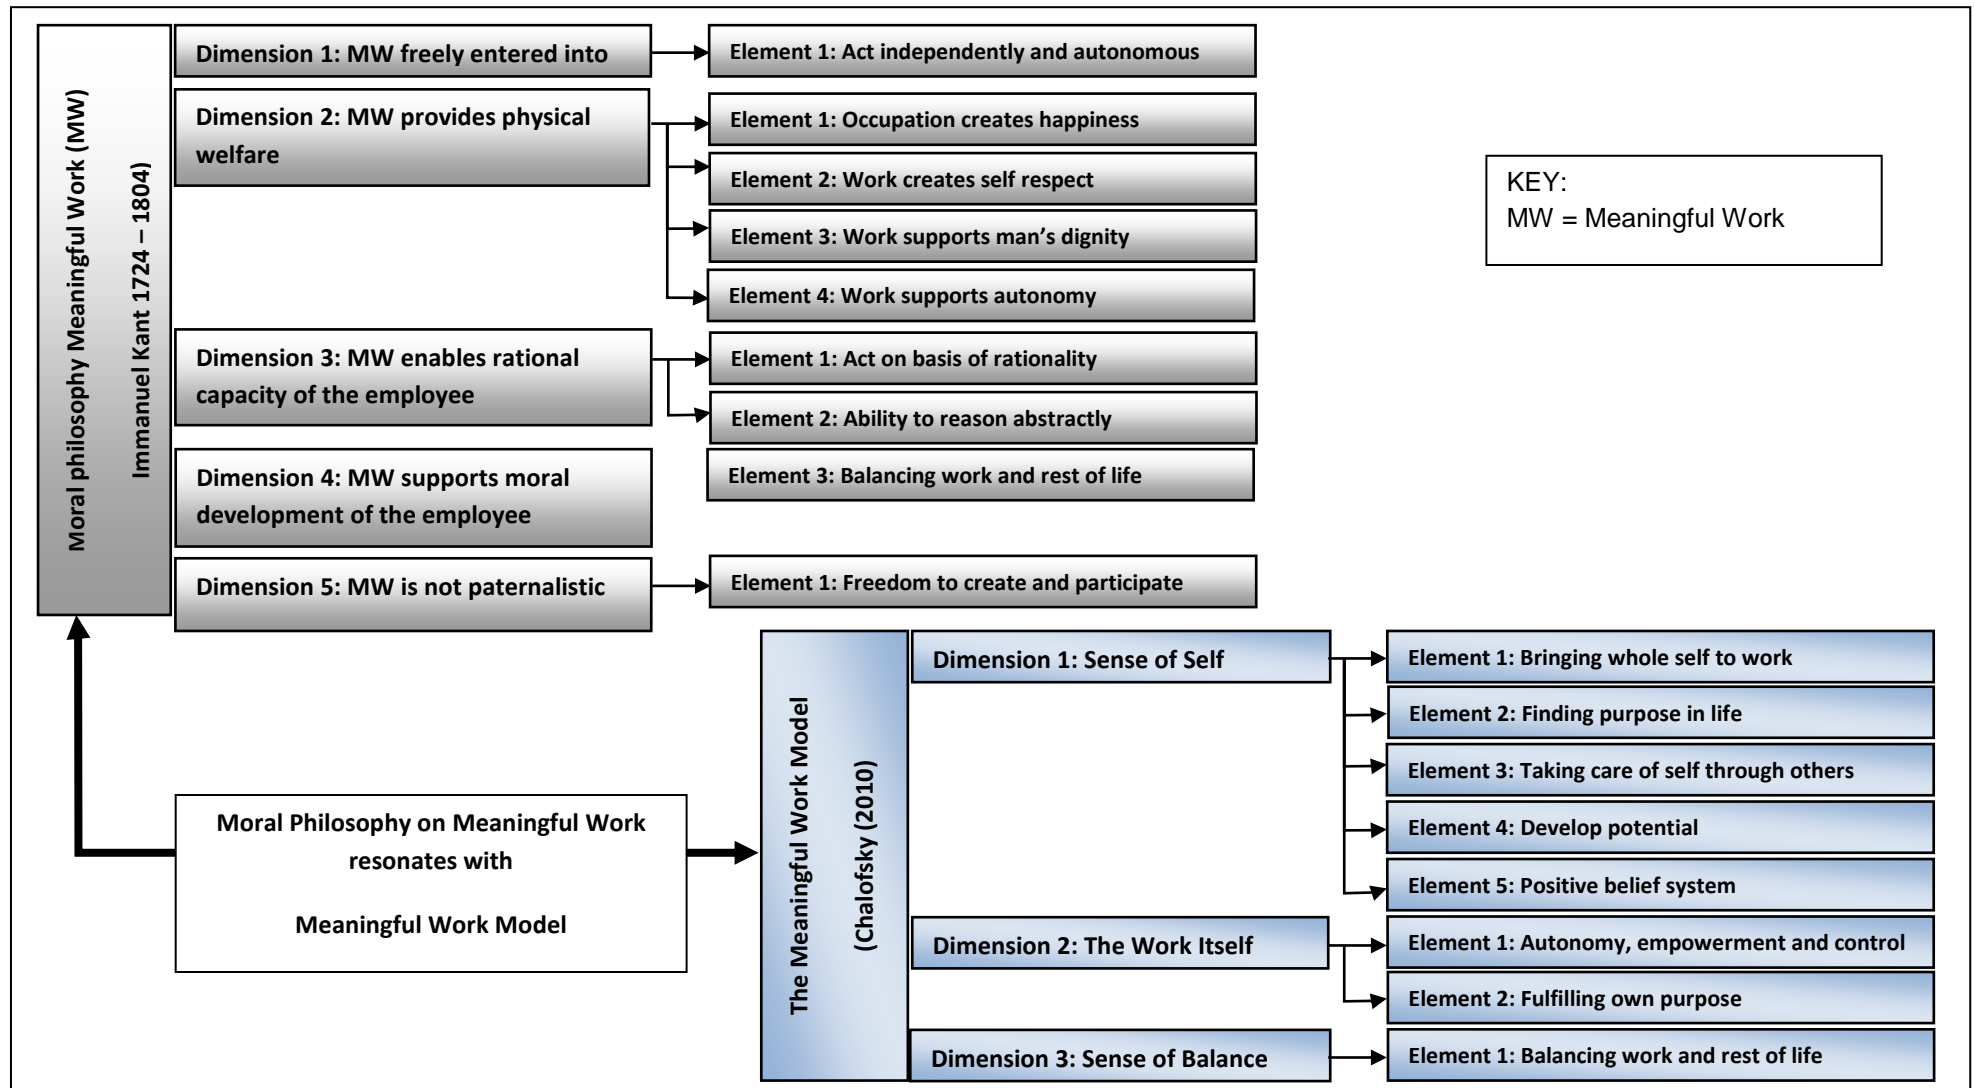 Moral philosophy Meaningful Work (MW)
Immanuel Kant 1724 – 1804)
Dimension 1: MW freely entered into
Element 1: Act independently and autonomous
Dimension 2: MW provides physical
welfare
Element 1: Occupation creates happiness
Element 2: Work creates self respect
Element 3: Work supports man’s dignity
Element 4: Work supports autonomy
KEY:
MW = Meaningful Work
Dimension 3: MW enables rational
capacity of the employee
Element 1: Act on basis of rationality
Element 2: Ability to reason abstractly
Element 3: Balancing work and rest of life
Dimension 4: MW supports moral
development of the employee
Dimension 5: MW is not paternalistic
Element 1: Freedom to create and participate
Moral Philosophy on Meaningful Work
resonates with
Meaningful Work Model
The Meaningful Work Model
(Chalofsky (2010)
Dimension 1: Sense of Self
Element 1: Bringing whole self to work
Element 2: Finding purpose in life
Element 3: Taking care of self through others
Element 4: Develop potential
Element 5: Positive belief system
Dimension 2: The Work Itself
Element 1: Autonomy, empowerment and control
Element 2: Fulfilling own purpose
Dimension 3: Sense of Balance
Element 1: Balancing work and rest of life